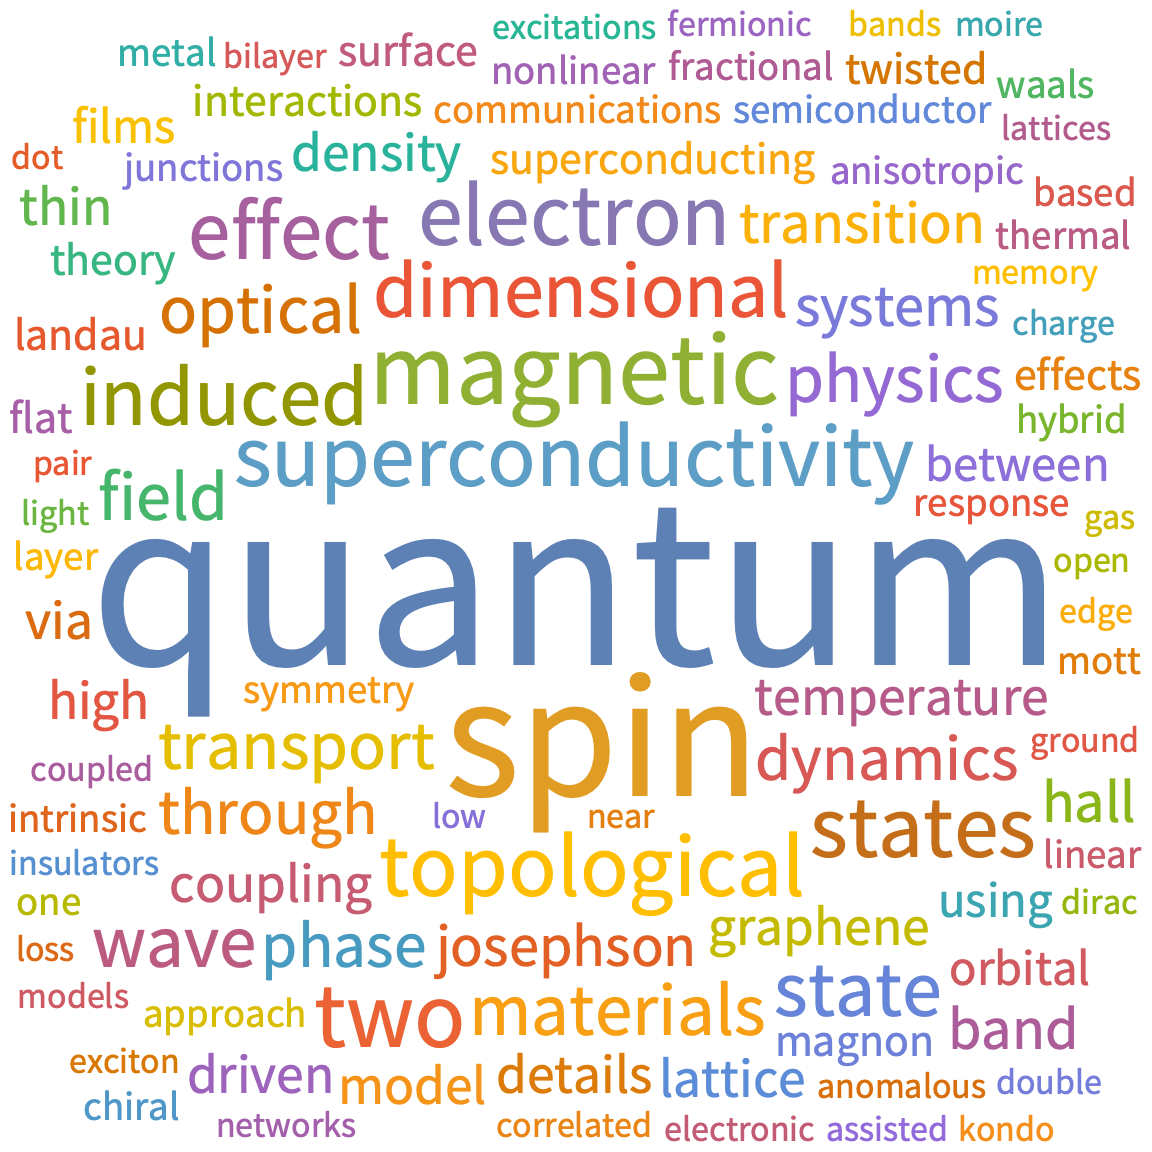 excitations fermionic bands moire
metal bilayer surface nonlinear fractional twisted waals
interactions communications semiconductor lattices
films junctions density superconducting anisotropic based
dot thin effect electron transition thermal
theory optical dimensional systems memory
landau induced magnetic physics charge effects
flat superconductivity between hybrid
pair field response gas
light quantum open
layer edge
via mott
high symmetry spin temperature ground
coupled transport dynamics
intrinsic through low near states hall
insulators coupling topological linear
one using dirac
loss wave phase josephson graphene orbital
models approach two materials state band
exciton driven model details lattice magnon anomalous double
chiral networks correlated electronic assisted kondo